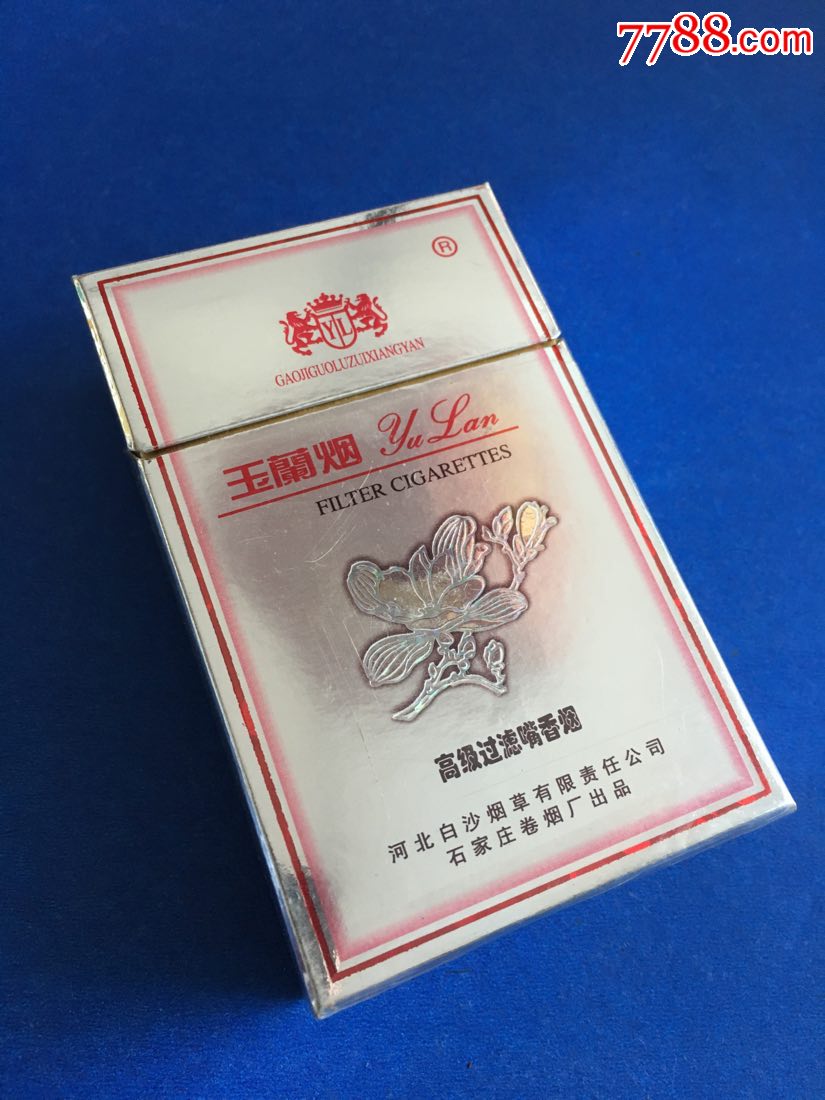 7788.com
®
YL
GAOJIGUOLUZUIXIANGYAN
玉蘭烟 Yu Lan
FILTER CIGARETTES
高级过滤嘴香烟
河北白沙烟草有限责任公司
石家庄卷烟厂出品